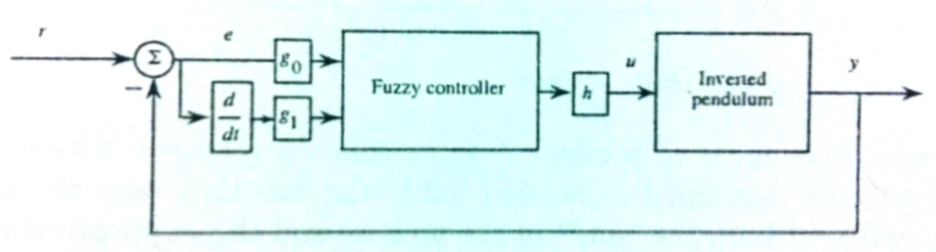 r
e
Σ
g0
Fuzzy controller
h
u
Inverted pendulum
y
−
d
dt
g1